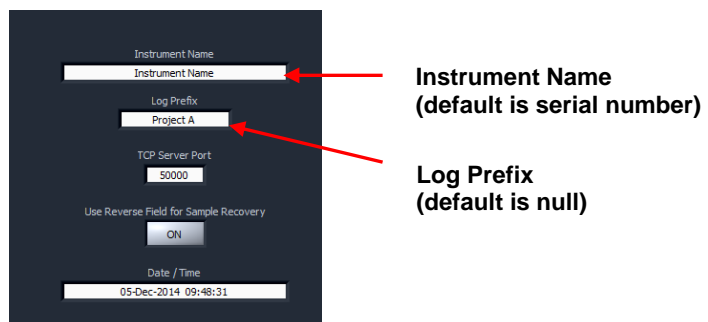 Instrument Name
Instrument Name
Log Prefix
Project A
TCP Server Port
50000
Use Reverse Field for Sample Recovery
ON
Date / Time
05-Dec-2014 09:48:31
Instrument Name
(default is serial number)
Log Prefix
(default is null)